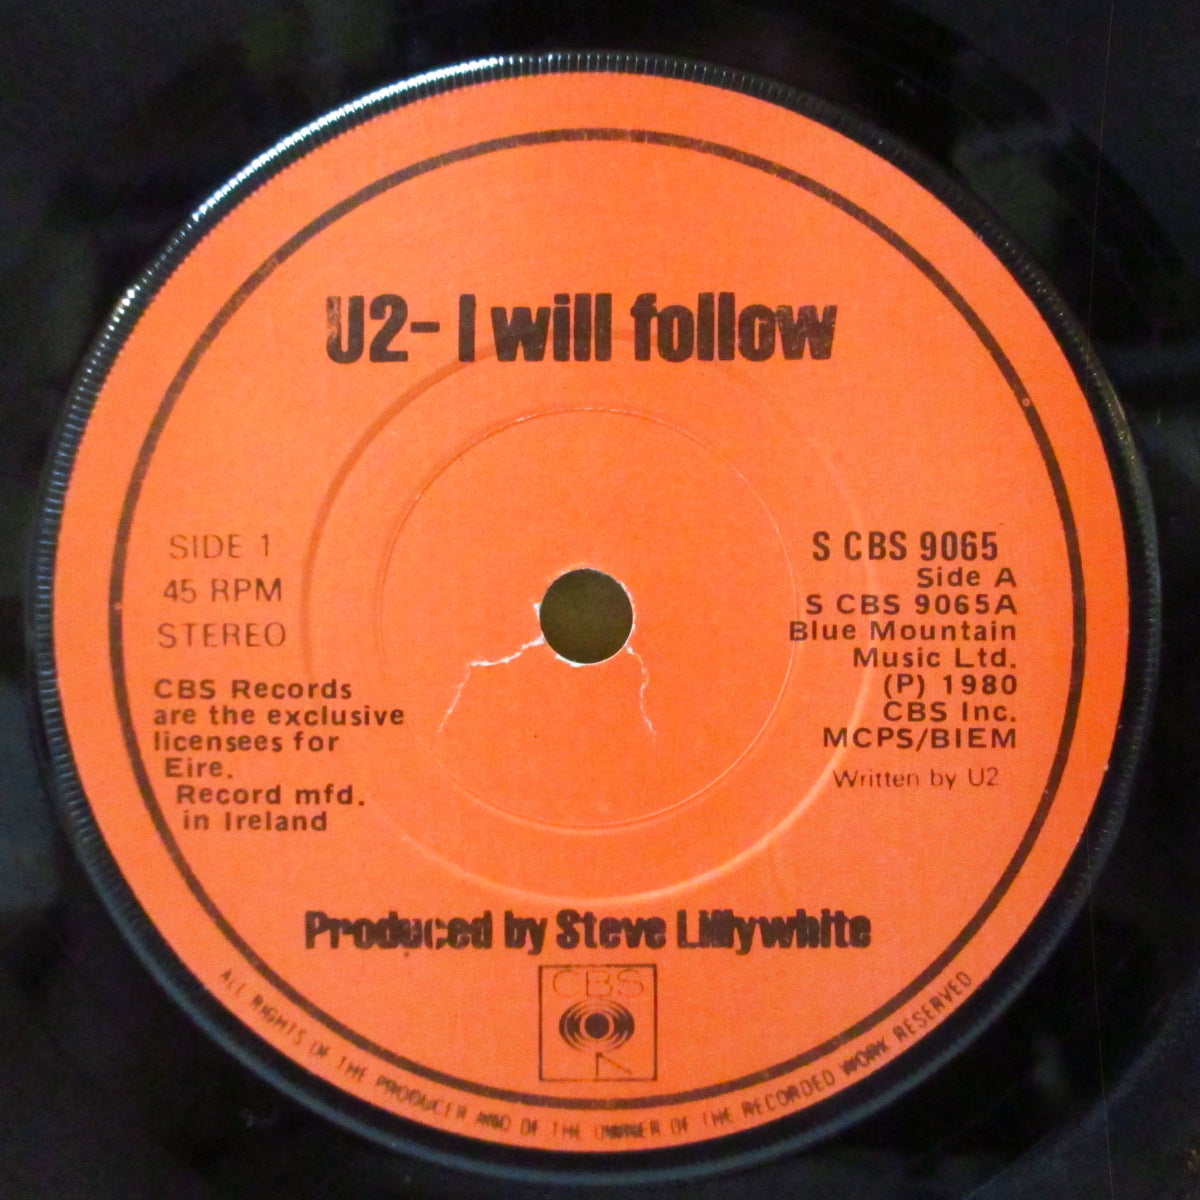 U2- I will follow
SIDE 1
45 RPM
STEREO
CBS Records
are the exclusive
licensees for
Eire.
Record mfd.
in Ireland
S CBS 9065
Side A
S CBS 9065A
Blue Mountain
Music Ltd.
(P) 1980
CBS Inc.
MCPS/BIEM
Written by U2
Produced by Steve Lillywhite
CBS
ALL RIGHTS OF THE PRODUCER AND OF THE OWNER OF THE RECORDED WORK RESERVED